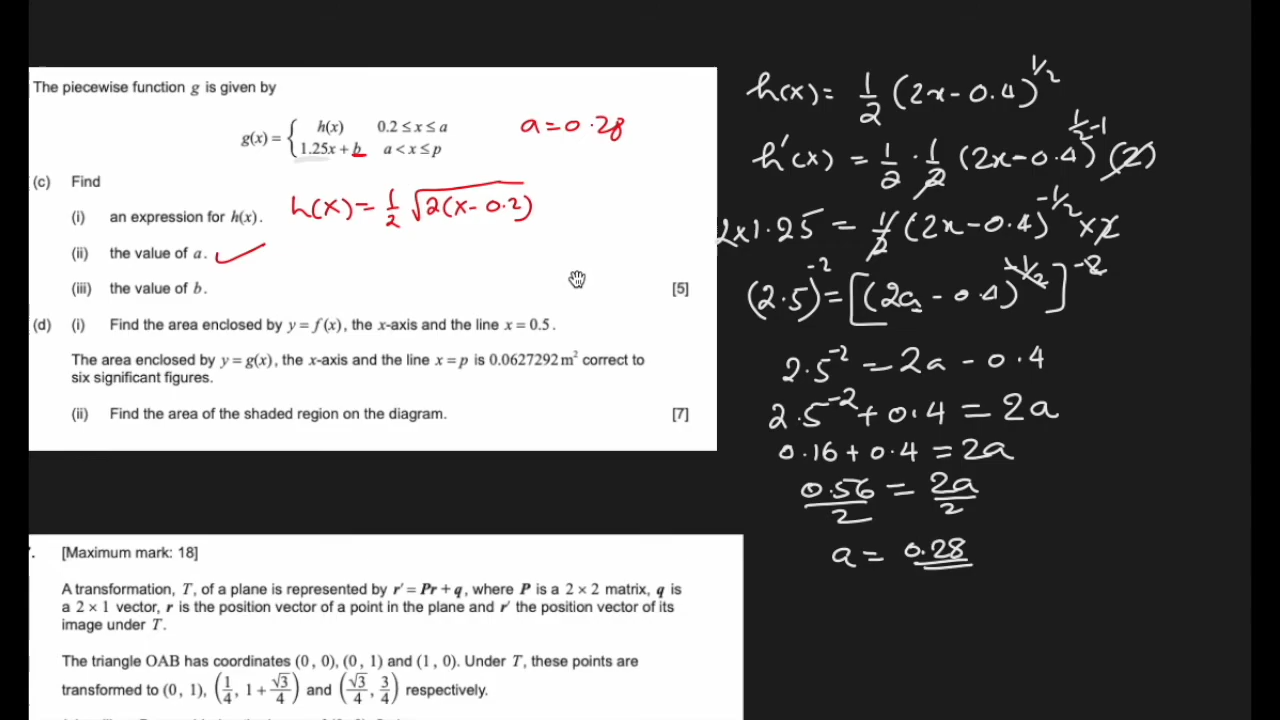 The piecewise function g is given by
g(x) = { h(x) 0.2 ≤ x ≤ a
1.25x + b a < x ≤ p
a = 0.28
(c) Find
(i) an expression for h(x).
h(x) = 1/2 √2(x - 0.2)
(ii) the value of a.
(iii) the value of b. [5]
(d) (i) Find the area enclosed by y = f(x), the x-axis and the line x = 0.5.
The area enclosed by y = g(x), the x-axis and the line x = p is 0.0627292 m² correct to
six significant figures.
(ii) Find the area of the shaded region on the diagram. [7]
[Maximum mark: 18]
A transformation, T, of a plane is represented by r′ = Pr + q, where P is a 2 × 2 matrix, q is
a 2 × 1 vector, r is the position vector of a point in the plane and r′ the position vector of its
image under T.
The triangle OAB has coordinates (0, 0), (0, 1) and (1, 0). Under T, these points are
transformed to (0, 1), (1/4, 1 + √3/4) and (√3/4, 3/4) respectively.
h(x) = 1/2 (2x - 0.4)^1/2
h'(x) = 1/2 · 1/2 (2x - 0.4)^1/2-1 (2)
2 x 1.25 = 1/2 (2x - 0.4)^-1/2 x 2
(2.5)^-2 = [(2a - 0.4)^-1/2]^-2
2.5^-2 = 2a - 0.4
2.5^-2 + 0.4 = 2a
0.16 + 0.4 = 2a
0.56/2 = 2a/2
a = 0.28